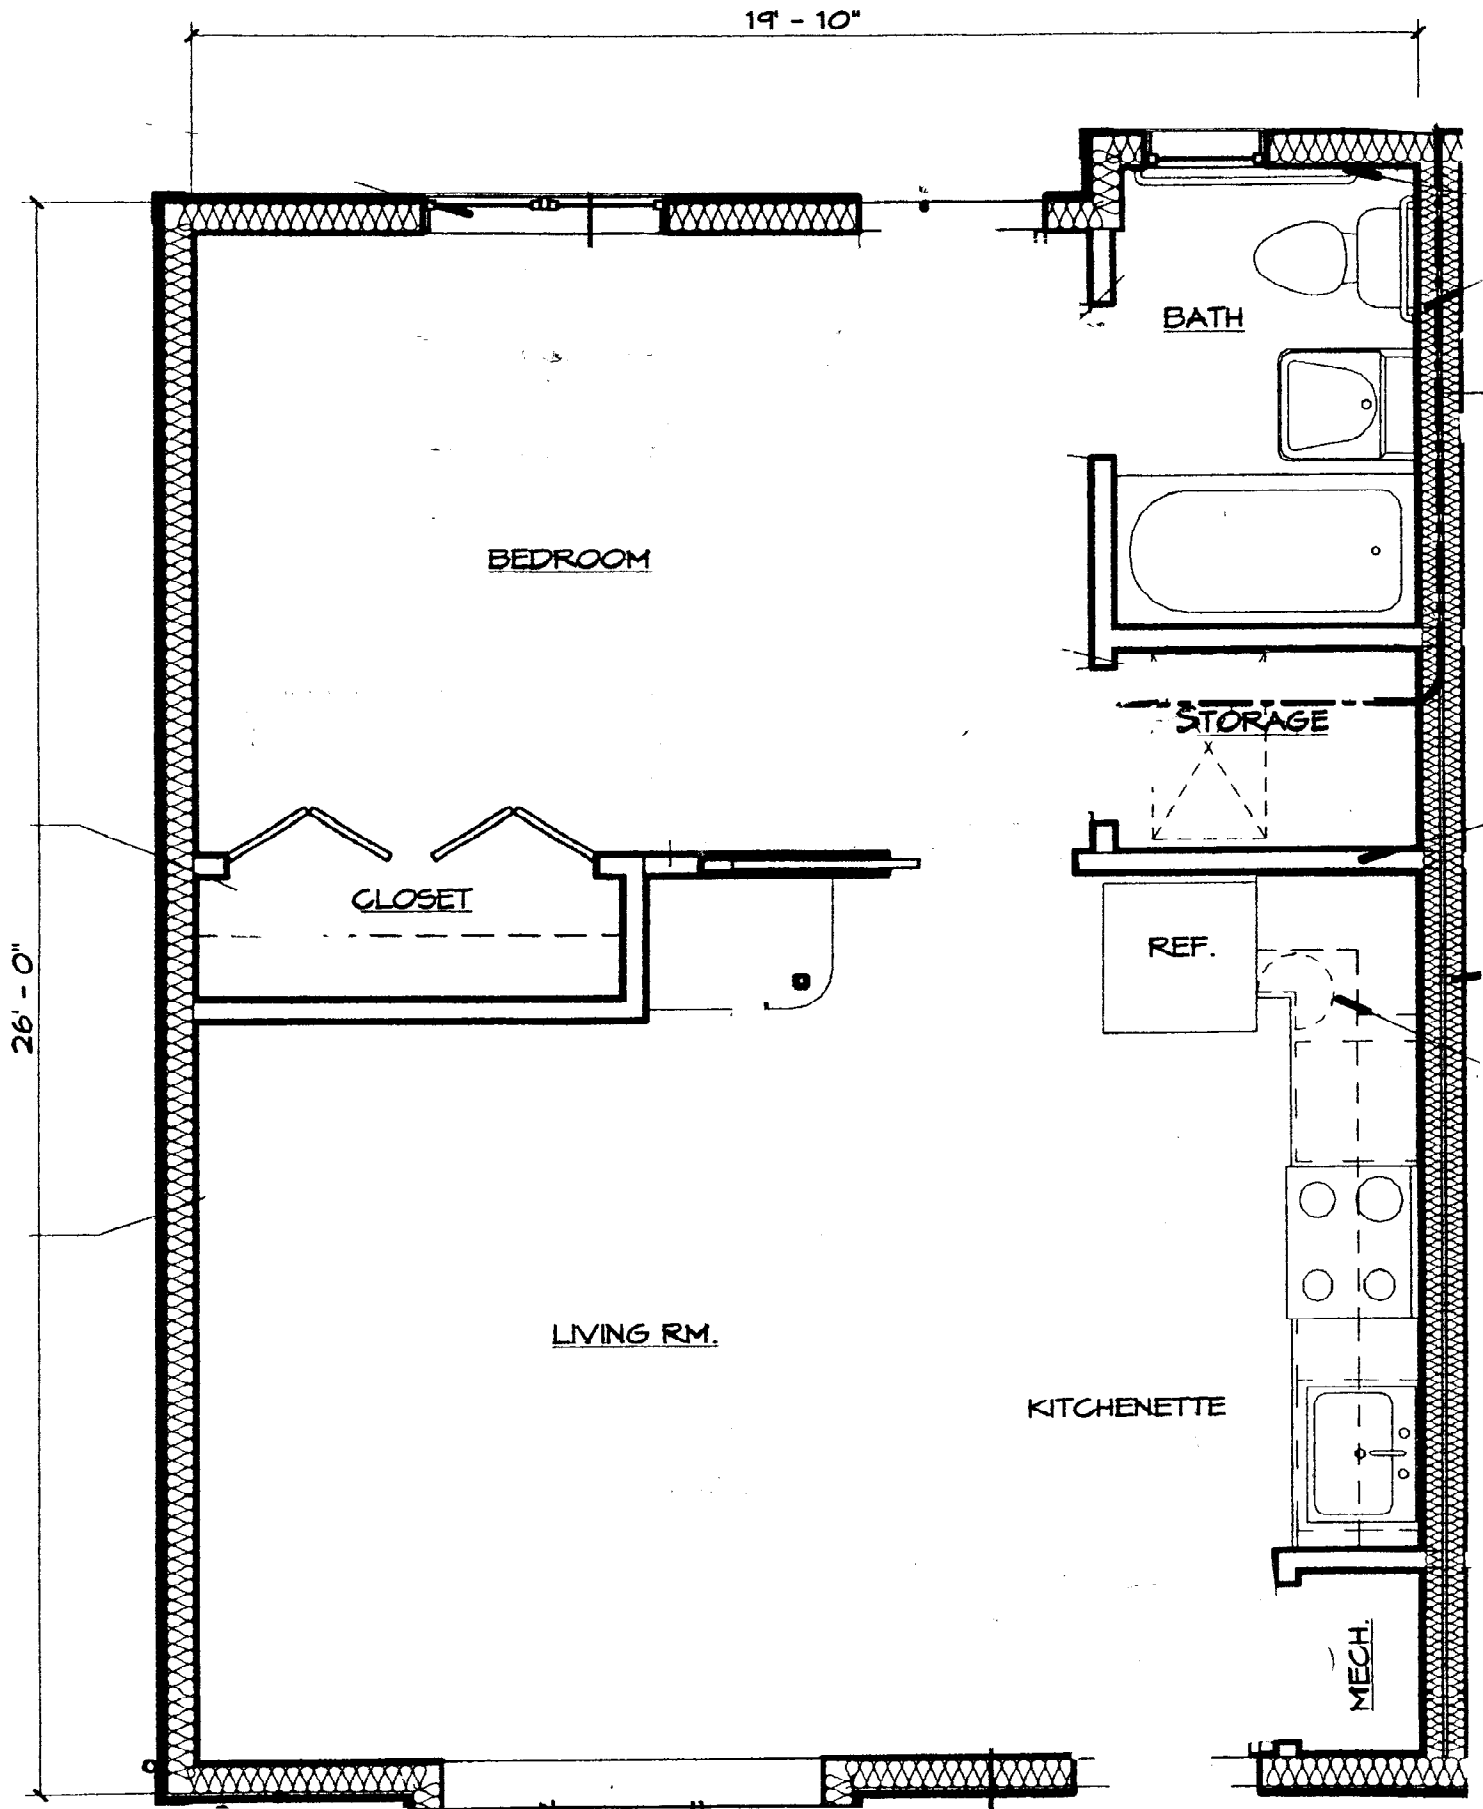 19' - 10"
BATH
BEDROOM
STORAGE
CLOSET
REF.
26' - 0"
LIVING RM.
KITCHENETTE
MECH.